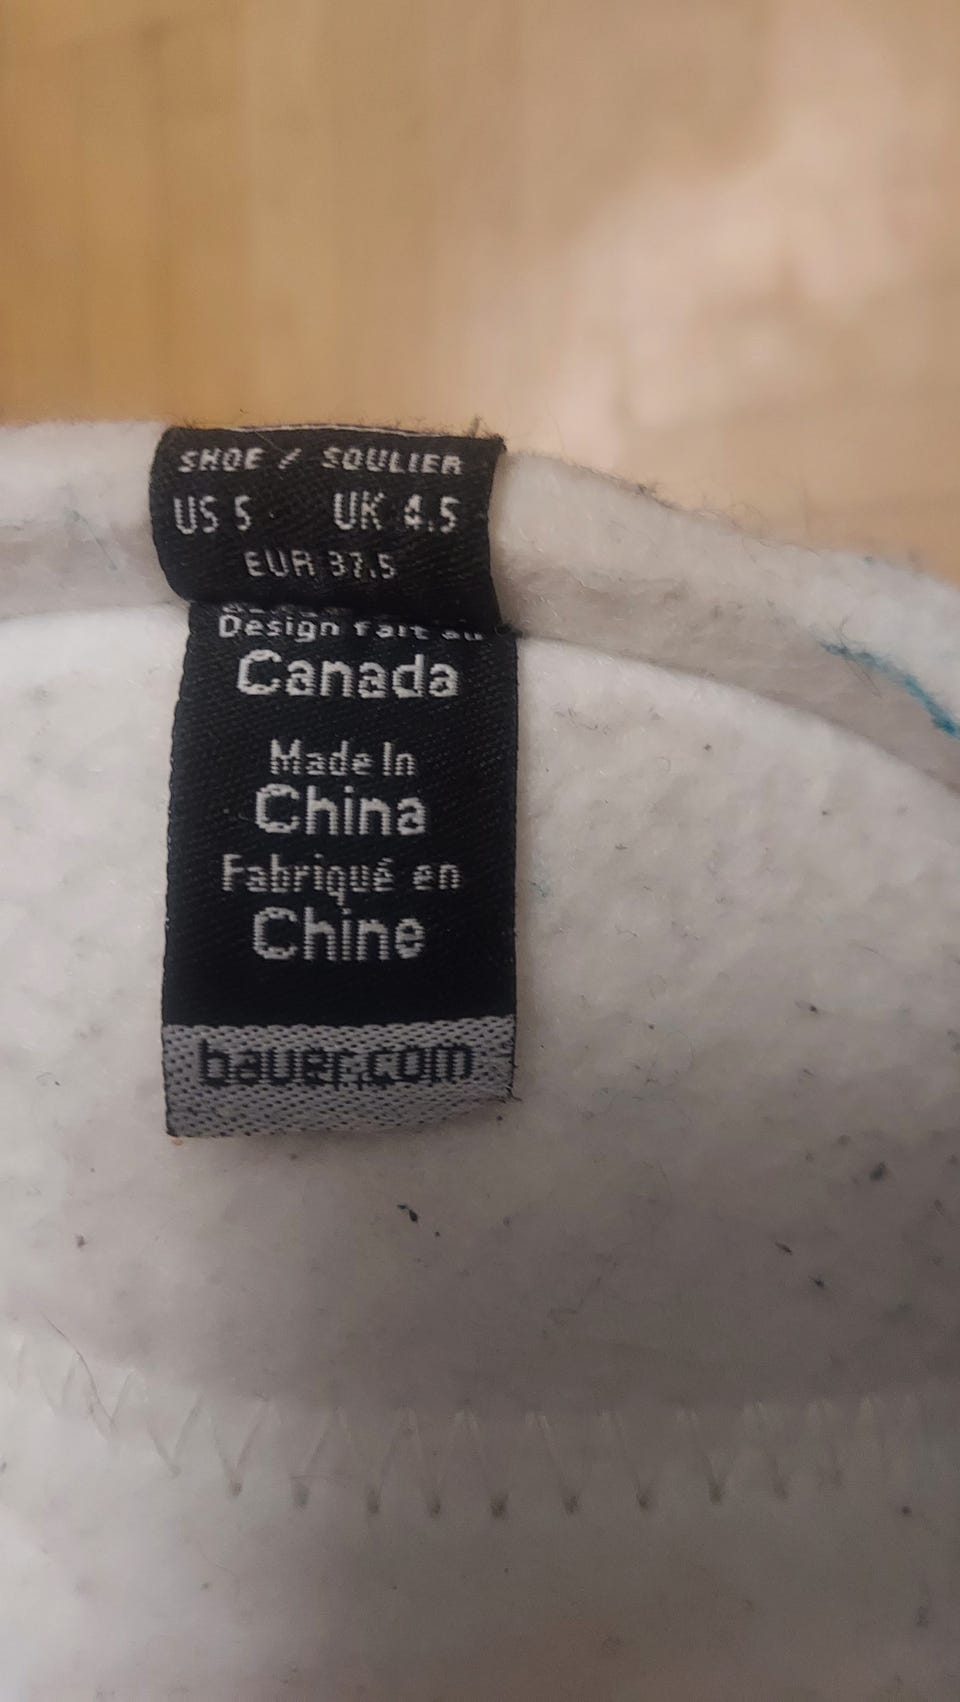 SHOE / SOULIER
US 5 UK 4.5
EUR 37.5
Design fait au
Canada
Made In
China
Fabriqué en
Chine
bauer.com